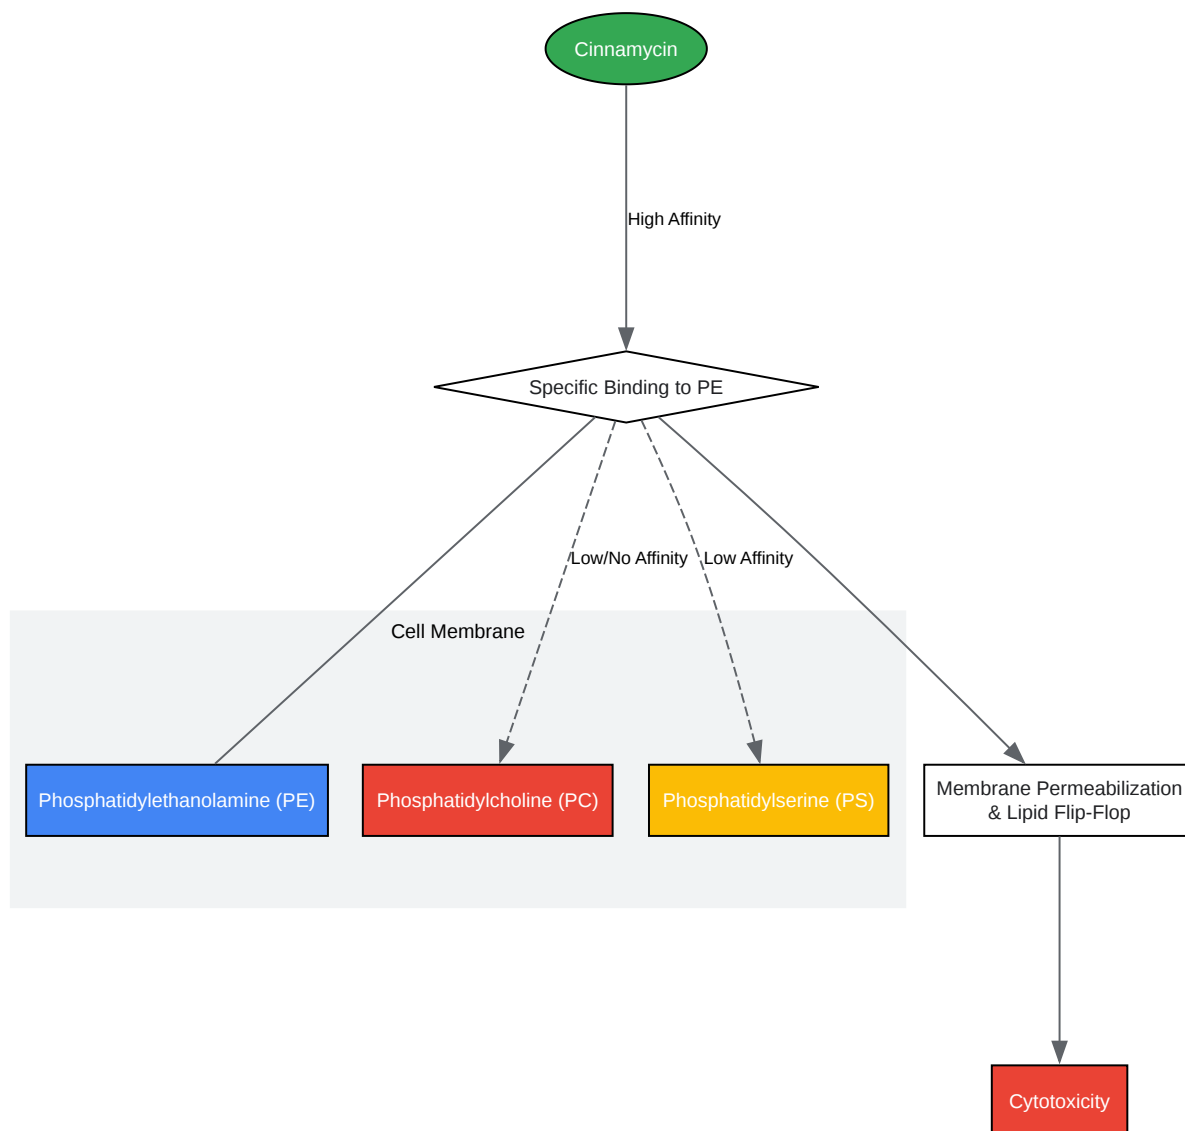 Cinnamycin
High Affinity
Specific Binding to PE
Low/No Affinity
Low Affinity
Cell Membrane
Phosphatidylethanolamine (PE)
Phosphatidylcholine (PC)
Phosphatidylserine (PS)
Membrane Permeabilization
& Lipid Flip-Flop
Cytotoxicity